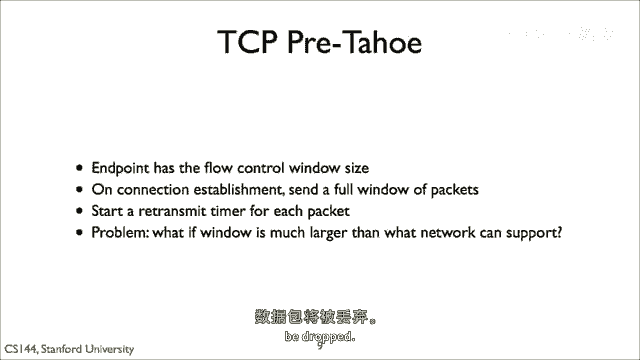 TCP Pre-Tahoe
• Endpoint has the flow control window size
• On connection establishment, send a full window of packets
• Start a retransmit timer for each packet
• Problem: what if window is much larger than what network can support?
数据包将被丢弃。
be dropped.
CS144, Stanford University